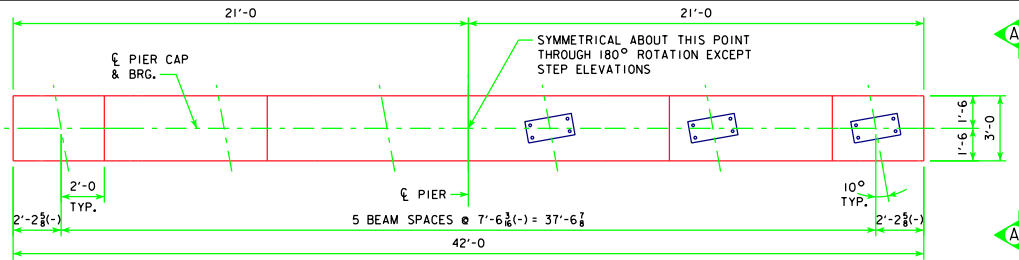 21'-0
21'-0
A
SYMMETRICAL ABOUT THIS POINT
THROUGH 180° ROTATION EXCEPT
STEP ELEVATIONS
℄ PIER CAP
& BRG.
1'-6
1'-6
3'-0
2'-0
TYP.
℄ PIER
10°
TYP.
2'-2⅝(-)
5 BEAM SPACES @ 7'-6 3/16(-) = 37'-6⅞
2'-2⅝(-)
A
42'-0